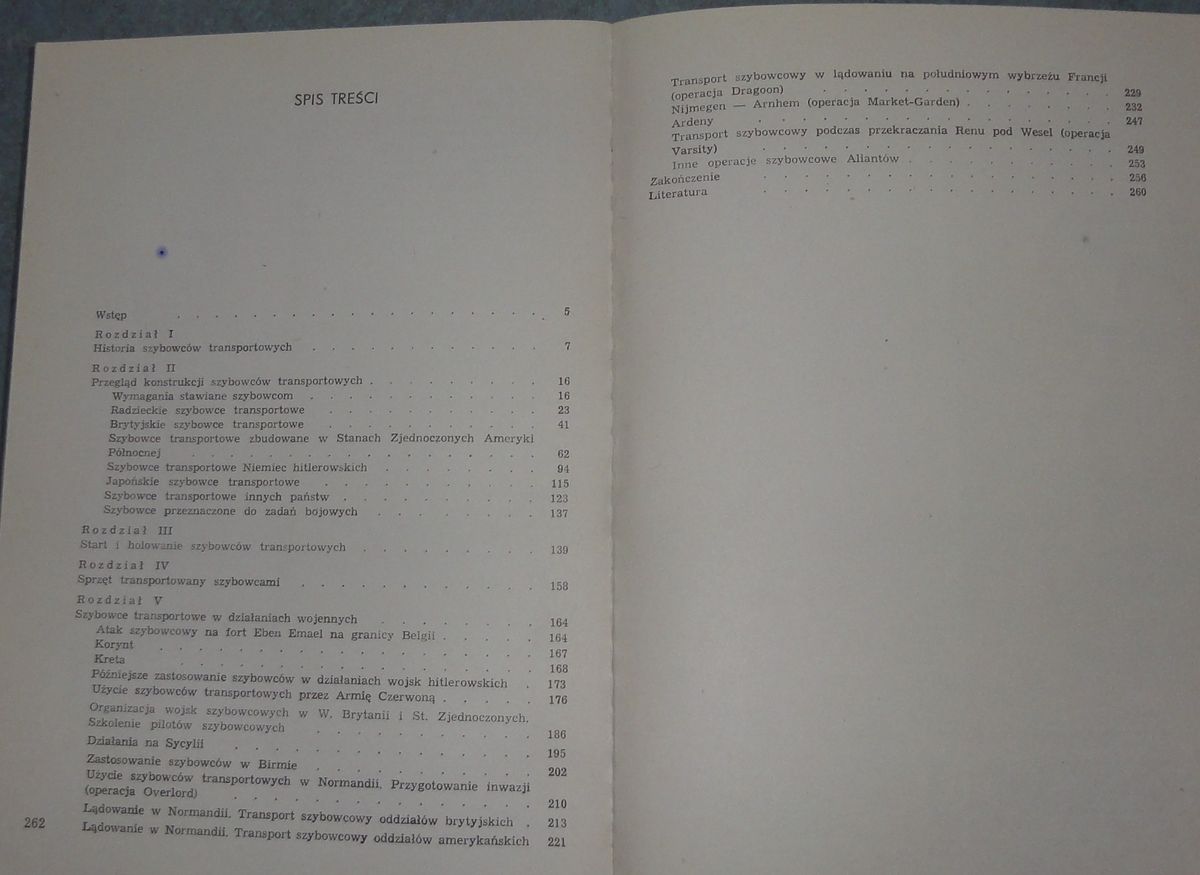 SPIS TREŚCI
Wstęp . . . . . . . . . . . . . . . . . . . 5
Rozdział I
Historia szybowców transportowych . . . . . . . . . . . . 7
Rozdział II
Przegląd konstrukcji szybowców transportowych . . . . . . . . . 16
Wymagania stawiane szybowcom . . . . . . . . . . . . 16
Radzieckie szybowce transportowe . . . . . . . . . . . 23
Brytyjskie szybowce transportowe . . . . . . . . . . . 41
Szybowce transportowe zbudowane w Stanach Zjednoczonych Ameryki
Północnej . . . . . . . . . . . . . . . . . . 62
Szybowce transportowe Niemiec hitlerowskich . . . . . . . . 94
Japońskie szybowce transportowe . . . . . . . . . . . 115
Szybowce transportowe innych państw . . . . . . . . . . 123
Szybowce przeznaczone do zadań bojowych . . . . . . . . 137
Rozdział III
Start i holowanie szybowców transportowych . . . . . . . . . 139
Rozdział IV
Sprzęt transportowany szybowcami . . . . . . . . . . . . 158
Rozdział V
Szybowce transportowe w działaniach wojennych . . . . . . . . 164
Atak szybowcowy na fort Eben Emael na granicy Belgii . . . . . 164
Korynt . . . . . . . . . . . . . . . . . . . 167
Kreta . . . . . . . . . . . . . . . . . . . 168
Późniejsze zastosowanie szybowców w działaniach wojsk hitlerowskich . 173
Użycie szybowców transportowych przez Armię Czerwoną . . . . . 176
Organizacja wojsk szybowcowych w W. Brytanii i St. Zjednoczonych.
Szkolenie pilotów szybowcowych . . . . . . . . . . . 186
Działania na Sycylii . . . . . . . . . . . . . . . 195
Zastosowanie szybowców w Birmie . . . . . . . . . . . 202
Użycie szybowców transportowych w Normandii. Przygotowanie inwazji
(operacja Overlord) . . . . . . . . . . . . . . . 210
Lądowanie w Normandii. Transport szybowcowy oddziałów brytyjskich . 213
Lądowanie w Normandii. Transport szybowcowy oddziałów amerykańskich 221
262
Transport szybowcowy w lądowaniu na południowym wybrzeżu Francji
(operacja Dragoon) . . . . . . . . . . . . . . . 229
Nijmegen — Arnhem (operacja Market-Garden) . . . . . . . . 232
Ardeny . . . . . . . . . . . . . . . . . . . 247
Transport szybowcowy podczas przekraczania Renu pod Wesel (operacja
Varsity) . . . . . . . . . . . . . . . . . . . 249
Inne operacje szybowcowe Aliantów . . . . . . . . . . . 253
Zakończenie . . . . . . . . . . . . . . . . . . 256
Literatura . . . . . . . . . . . . . . . . . . . 260